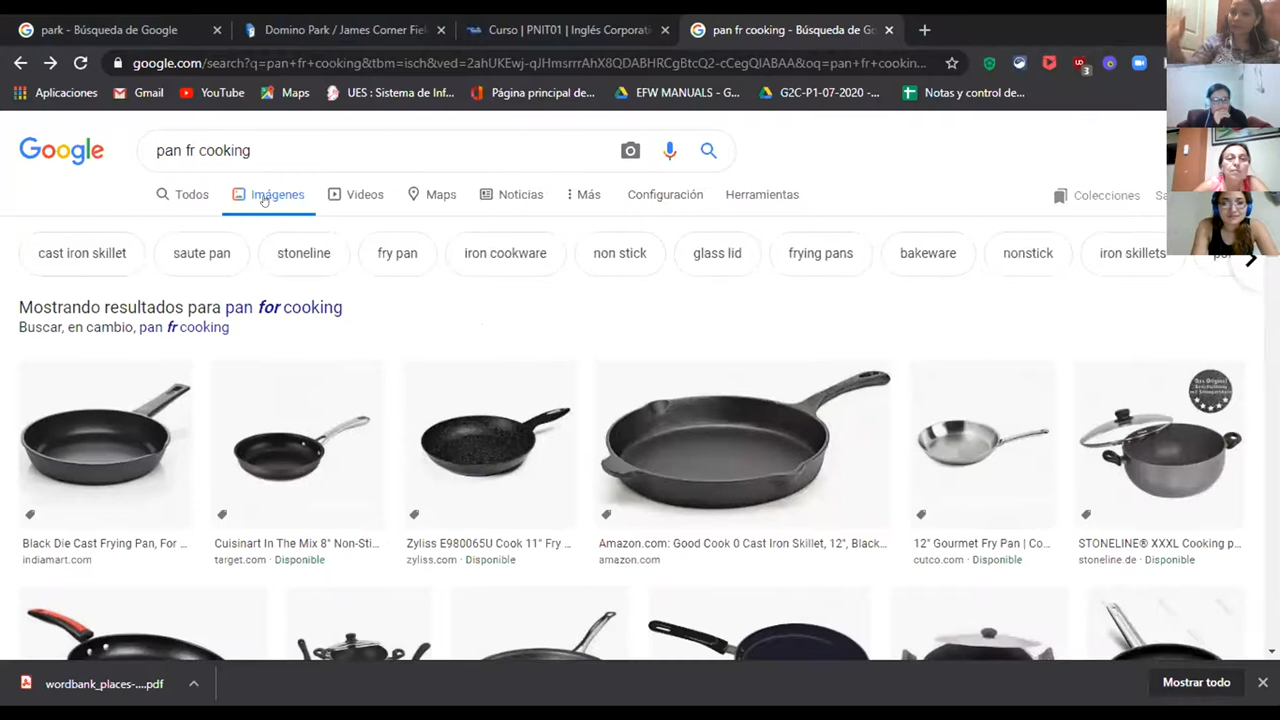 park - Búsqueda de Google
Domino Park / James Corner Fiel
Curso | PNIT01 | Inglés Corporati
pan fr cooking - Búsqueda de Go
google.com/search?q=pan+fr+cooking&tbm=isch&ved=2ahUKEwj-qJHmsrrrAhX8QDABHRCgBtcQ2-cCegQIABAA&oq=pan+fr+cookin...
3
Aplicaciones
Gmail
YouTube
Maps
UES : Sistema de Inf...
Página principal de...
EFW MANUALS - G...
G2C-P1-07-2020 -...
Notas y control de...
Google
pan fr cooking
Todos
Imágenes
Videos
Maps
Noticias
Más
Configuración
Herramientas
Colecciones
cast iron skillet
saute pan
stoneline
fry pan
iron cookware
non stick
glass lid
frying pans
bakeware
nonstick
iron skillets
Mostrando resultados para pan for cooking
Buscar, en cambio, pan fr cooking
Black Die Cast Frying Pan, For ...
indiamart.com
Cuisinart In The Mix 8" Non-Sti...
target.com · Disponible
Zyliss E980065U Cook 11" Fry ...
zyliss.com · Disponible
Amazon.com: Good Cook 0 Cast Iron Skillet, 12", Black...
amazon.com
12" Gourmet Fry Pan | Co...
cutco.com · Disponible
STONELINE® XXXL Cooking p...
stoneline.de · Disponible
wordbank_places-....pdf
Mostrar todo